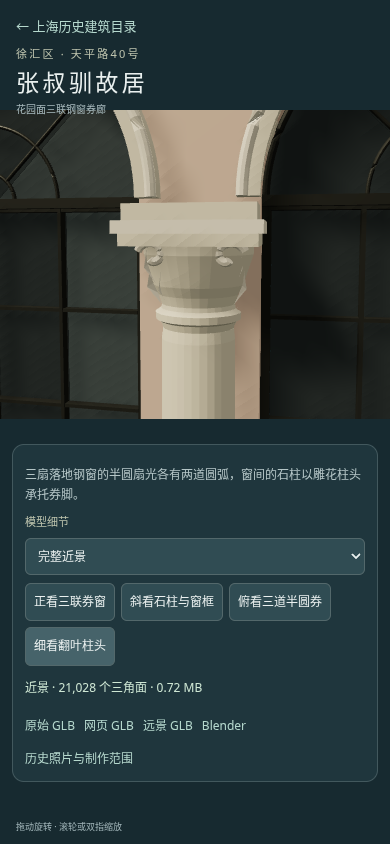 ← 上海历史建筑目录
徐汇区 · 天平路40号
张叔驯故居
花园面三联钢窗券廊
三扇落地钢窗的半圆扇光各有两道圆弧，窗间的石柱以雕花柱头
承托券脚。
模型细节
完整近景
正看三联券窗 斜看石柱与窗框 俯看三道半圆券
细看翻叶柱头
近景 · 21,028 个三角面 · 0.72 MB
原始 GLB 网页 GLB 远景 GLB Blender
历史照片与制作范围
拖动旋转 · 滚轮或双指缩放